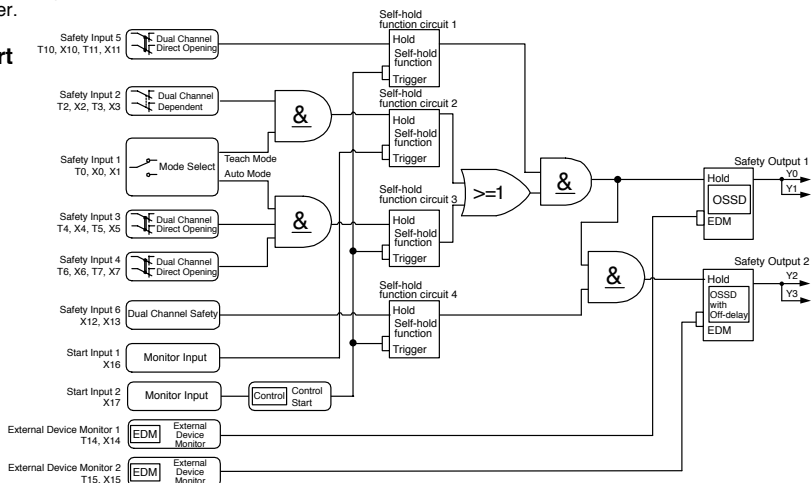 er.
rt
Safety Input 5
T10, X10, T11, X11
Dual Channel
Direct Opening
Self-hold
function circuit 1
Hold
Self-hold
function
Trigger
Safety Input 2
T2, X2, T3, X3
Dual Channel
Dependent
&
Self-hold
function circuit 2
Hold
Self-hold
function
Trigger
Safety Input 1
T0, X0, X1
Mode Select
Teach Mode
Auto Mode
>=1
&
Safety Output 1
Hold
OSSD
EDM
Y0
Y1
Safety Input 3
T4, X4, T5, X5
Dual Channel
Direct Opening
&
Self-hold
function circuit 3
Hold
Self-hold
function
Trigger
Safety Input 4
T6, X6, T7, X7
Dual Channel
Direct Opening
&
Safety Output 2
Hold
OSSD
with
Off-delay
EDM
Y2
Y3
Safety Input 6
X12, X13
Dual Channel Safety
Self-hold
function circuit 4
Hold
Self-hold
function
Trigger
Start Input 1
X16
Monitor Input
Start Input 2
X17
Monitor Input
Control
Control
Start
External Device Monitor 1
T14, X14
EDM
External
Device
Monitor
External Device Monitor 2
T15, X15
EDM
External
Device
Monitor